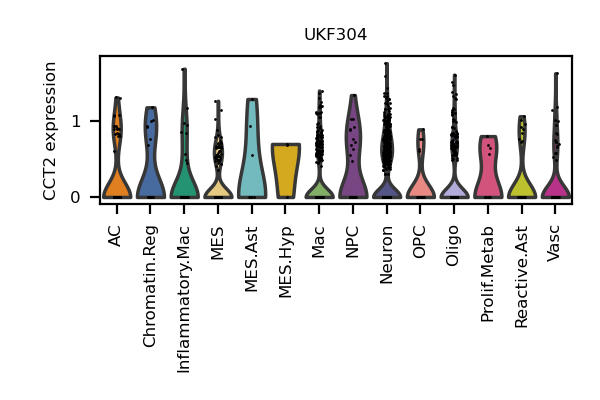 UKF304
CCT2 expression
1
0
AC
Chromatin.Reg
Inflammatory.Mac
MES
MES.Ast
MES.Hyp
Mac
NPC
Neuron
OPC
Oligo
Prolif.Metab
Reactive.Ast
Vasc